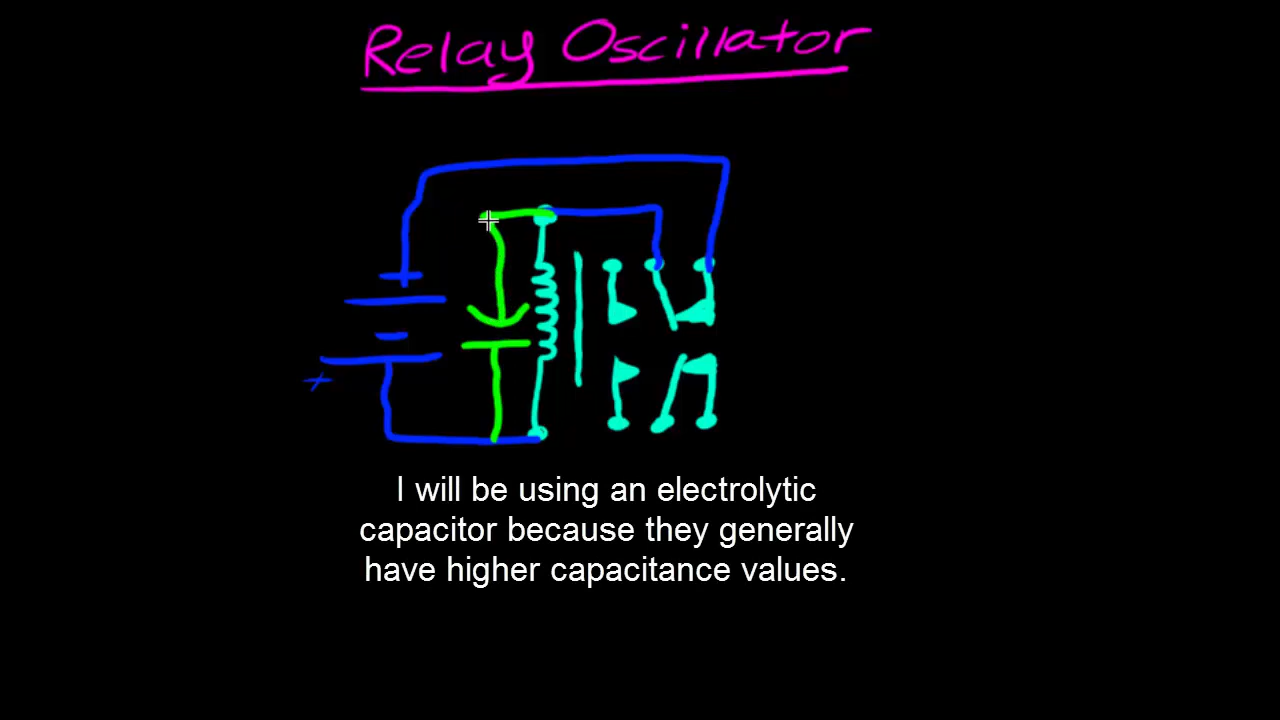 Relay Oscillator
+
I will be using an electrolytic
capacitor because they generally
have higher capacitance values.